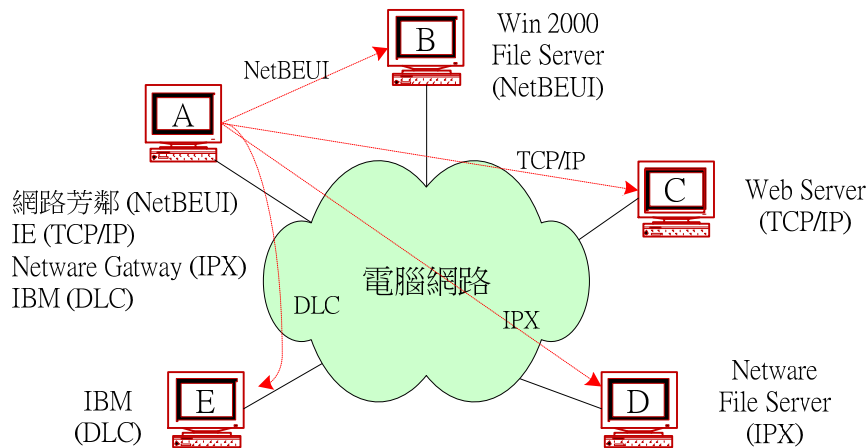 B
Win 2000
File Server
(NetBEUI)
NetBEUI
A
TCP/IP
C
Web Server
(TCP/IP)
網路芳鄰 (NetBEUI)
IE (TCP/IP)
Netware Gatway (IPX)
IBM (DLC)
電腦網路
DLC
IPX
IBM
(DLC)
E
D
Netware
File Server
(IPX)